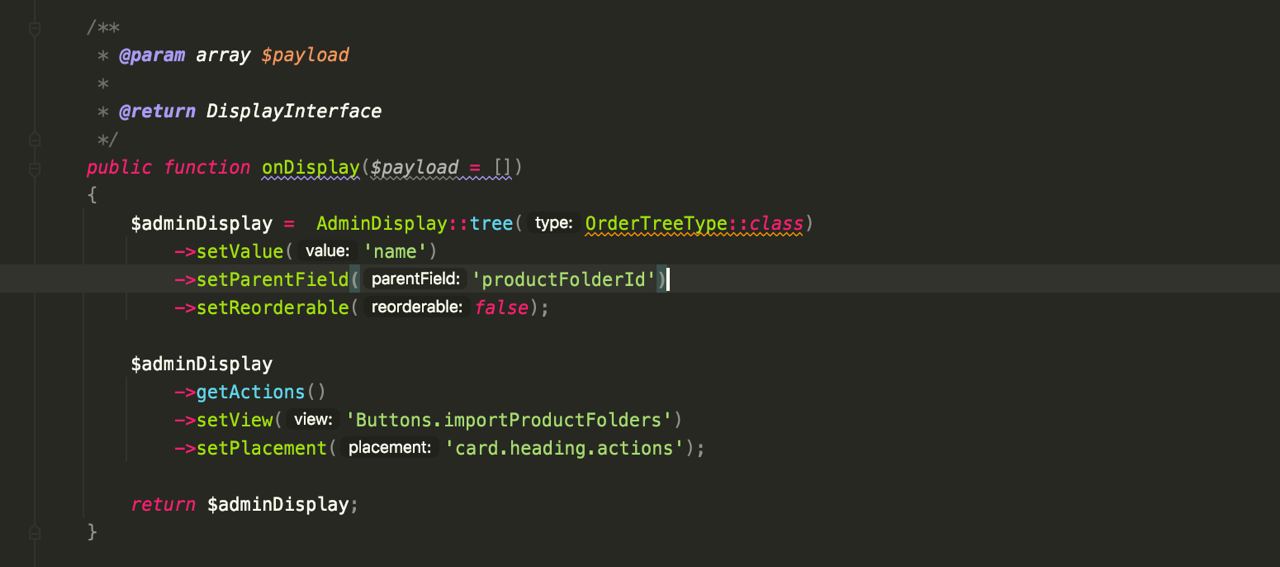 /**
* @param array $payload
*
* @return DisplayInterface
*/
public function onDisplay($payload = [])
{
$adminDisplay = AdminDisplay::tree( type: OrderTreeType::class)
->setValue( value: 'name')
->setParentField( parentField: 'productFolderId')
->setReorderable( reorderable: false);
$adminDisplay
->getActions()
->setView( view: 'Buttons.importProductFolders')
->setPlacement( placement: 'card.heading.actions');
return $adminDisplay;
}